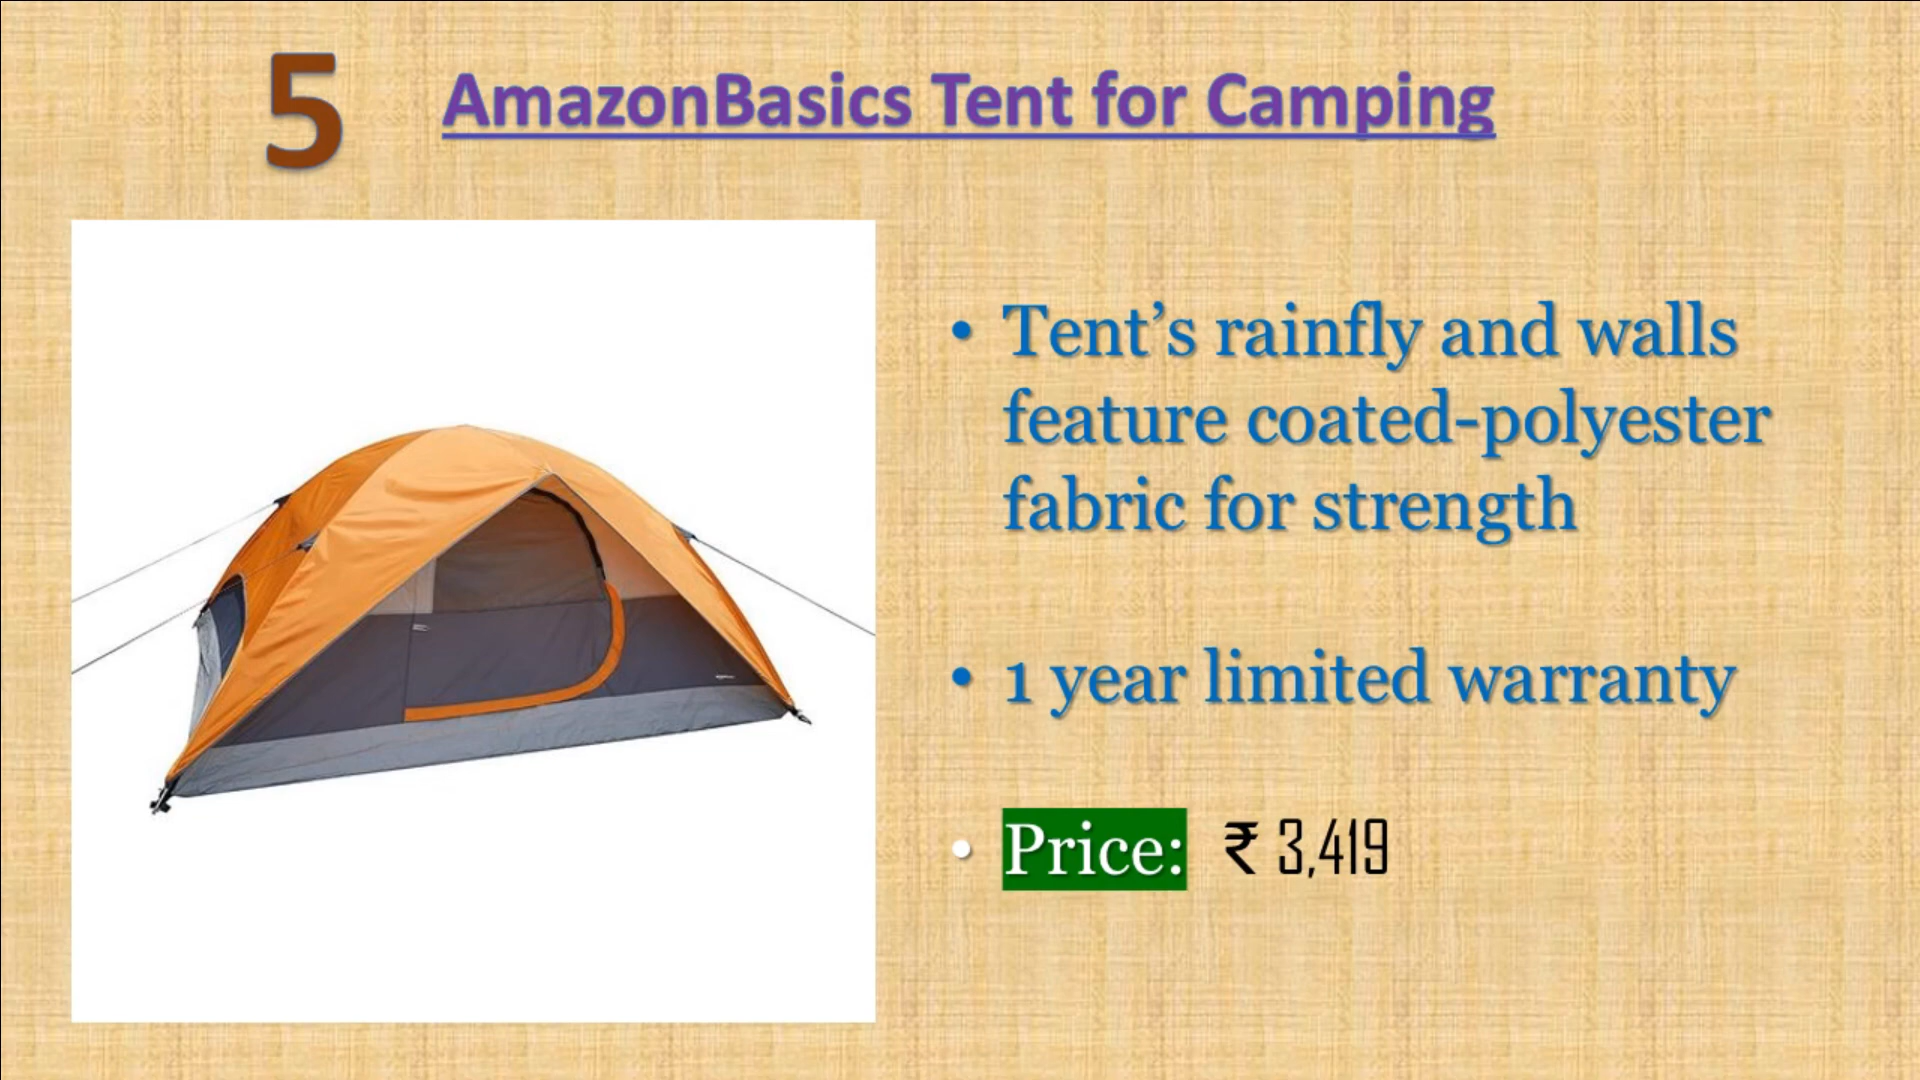 5
AmazonBasics Tent for Camping
• Tent’s rainfly and walls
feature coated-polyester
fabric for strength
• 1 year limited warranty
• Price: ₹ 3,419